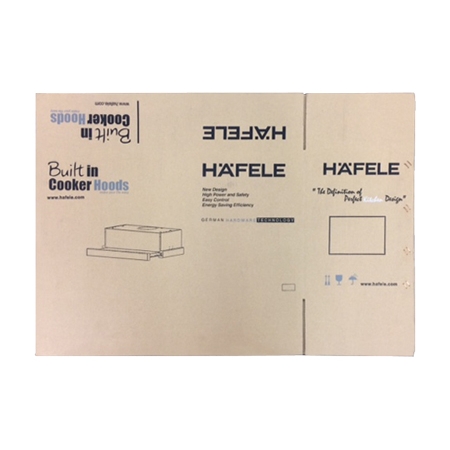 www.hafele.com
Built in
Cooker Hoods
HÄFELE
Built in
Cooker Hoods
www.hafele.com
HÄFELE
New Design
High Power and Safety
Easy Control
Energy Saving Efficiency
GERMAN HARDWARE TECHNOLOGY
HÄFELE
"The Definition of
Perfect Kitchen Design"
www.hafele.com